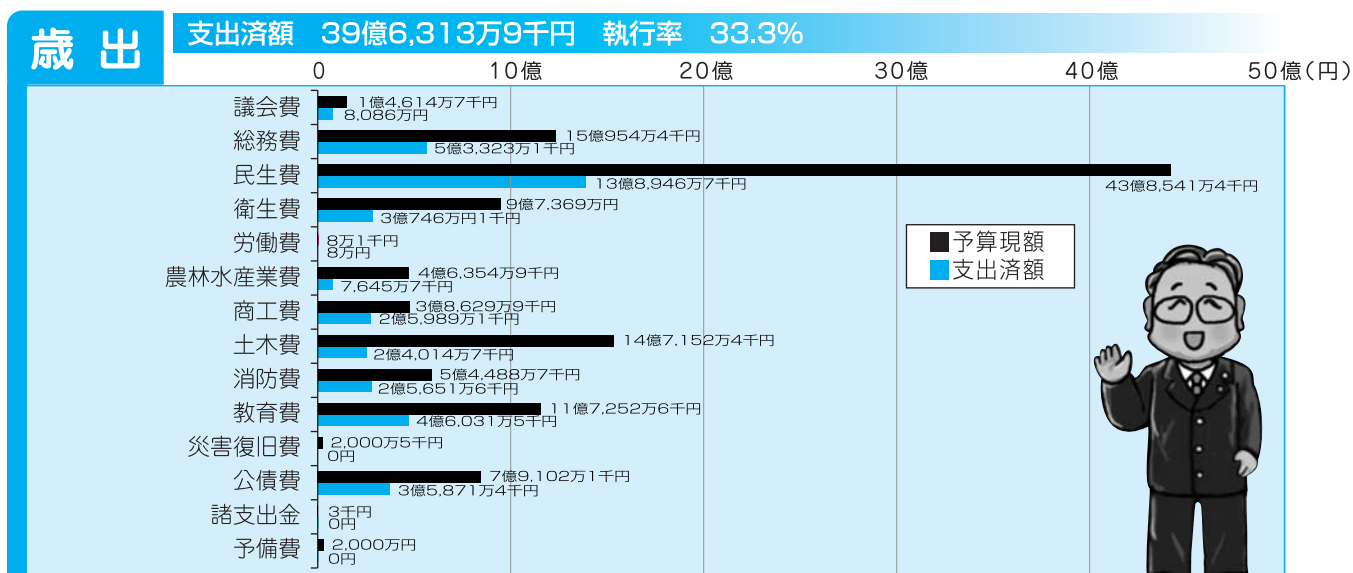 歳出
支出済額 39億6,313万9千円 執行率 33.3%
0 10億 20億 30億 40億 50億(円)
議会費 1億4,614万7千円
8,086万円
総務費 15億954万4千円
5億3,323万1千円
民生費 43億8,541万4千円
13億8,946万7千円
衛生費 9億7,369万円
3億746万円1千円
労働費 8万1千円
8万円
農林水産業費 4億6,354万9千円
7,645万7千円
商工費 3億8,629万9千円
2億5,989万1千円
土木費 14億7,152万4千円
2億4,014万7千円
消防費 5億4,488万7千円
2億5,651万6千円
教育費 11億7,252万6千円
4億6,031万5千円
災害復旧費 2,000万5千円
0円
公債費 7億9,102万1千円
3億5,871万4千円
諸支出金 3千円
0円
予備費 2,000万円
0円
予算現額
支出済額